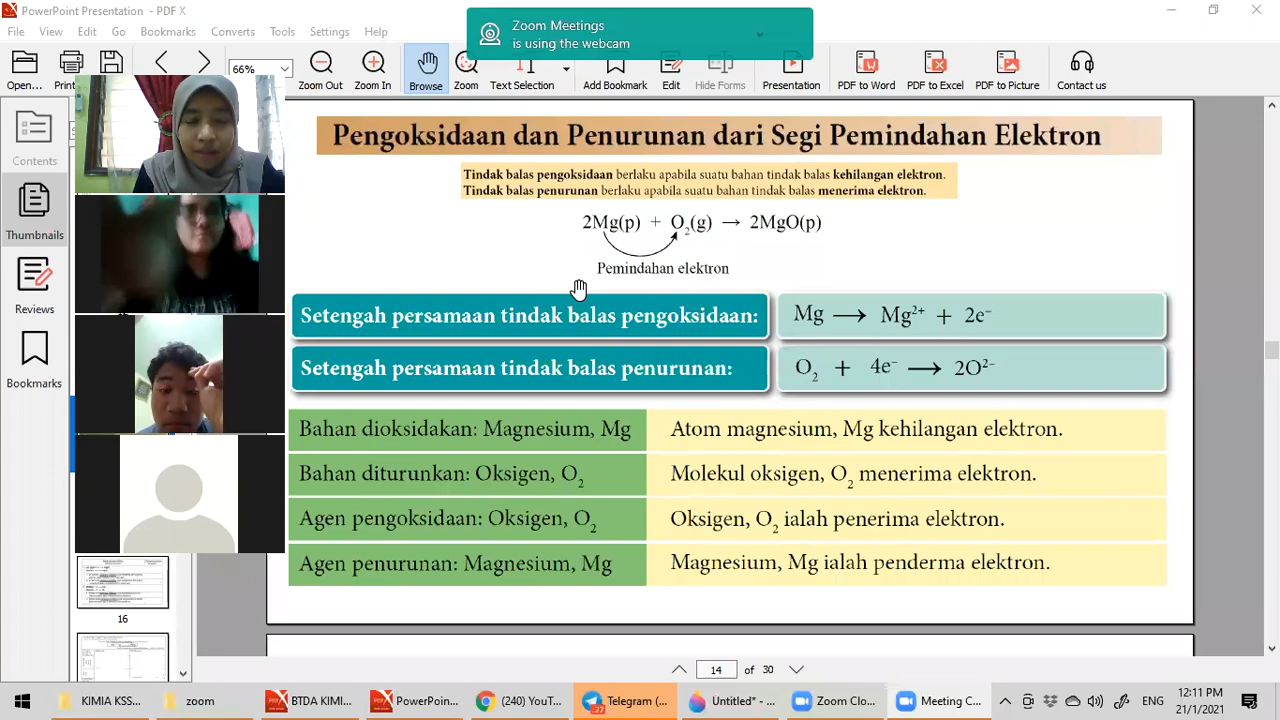 PowerPoint Presentation - PDF X
Zoom Meetings
is using the webcam
File View Edit Go Bookmarks Converts Tools Settings Help
66%
Open... Print Zoom Out Zoom In Browse Zoom Text Selection Add Bookmark Edit Hide Forms Presentation PDF to Word PDF to Excel PDF to Picture Contact us
Contents
Thumbnails
Reviews
Bookmarks
Pengoksidaan dan Penurunan dari Segi Pemindahan Elektron
Tindak balas pengoksidaan berlaku apabila suatu bahan tindak balas kehilangan elektron.
Tindak balas penurunan berlaku apabila suatu bahan tindak balas menerima elektron.
2Mg(p) + O₂(g) → 2MgO(p)
Pemindahan elektron
Setengah persamaan tindak balas pengoksidaan: Mg → Mg²⁺ + 2e⁻
Setengah persamaan tindak balas penurunan: O₂ + 4e⁻ → 2O²⁻
Bahan dioksidakan: Magnesium, Mg Atom magnesium, Mg kehilangan elektron.
Bahan diturunkan: Oksigen, O₂ Molekul oksigen, O₂ menerima elektron.
Agen pengoksidaan: Oksigen, O₂ Oksigen, O₂ ialah penerima elektron.
Agen penurunan: Magnesium, Mg Magnesium, Mg ialah penderma elektron.
16
14 of 30
KIMIA KSS... zoom BTDA KIMI... PowerPoin... (240) YouT... Telegram (... 27 Untitled* - ... Zoom Clo... Meeting C... ENG 12:11 PM
21/1/2021